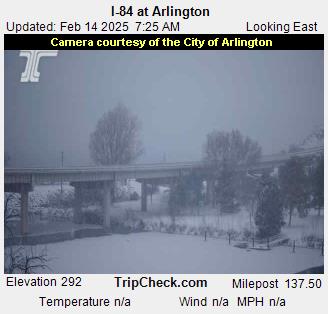 I-84 at Arlington
Updated: Feb 14 2025 7:25 AM Looking East
Camera courtesy of the City of Arlington
Elevation 292 TripCheck.com Milepost 137.50
Temperature n/a Wind n/a MPH n/a